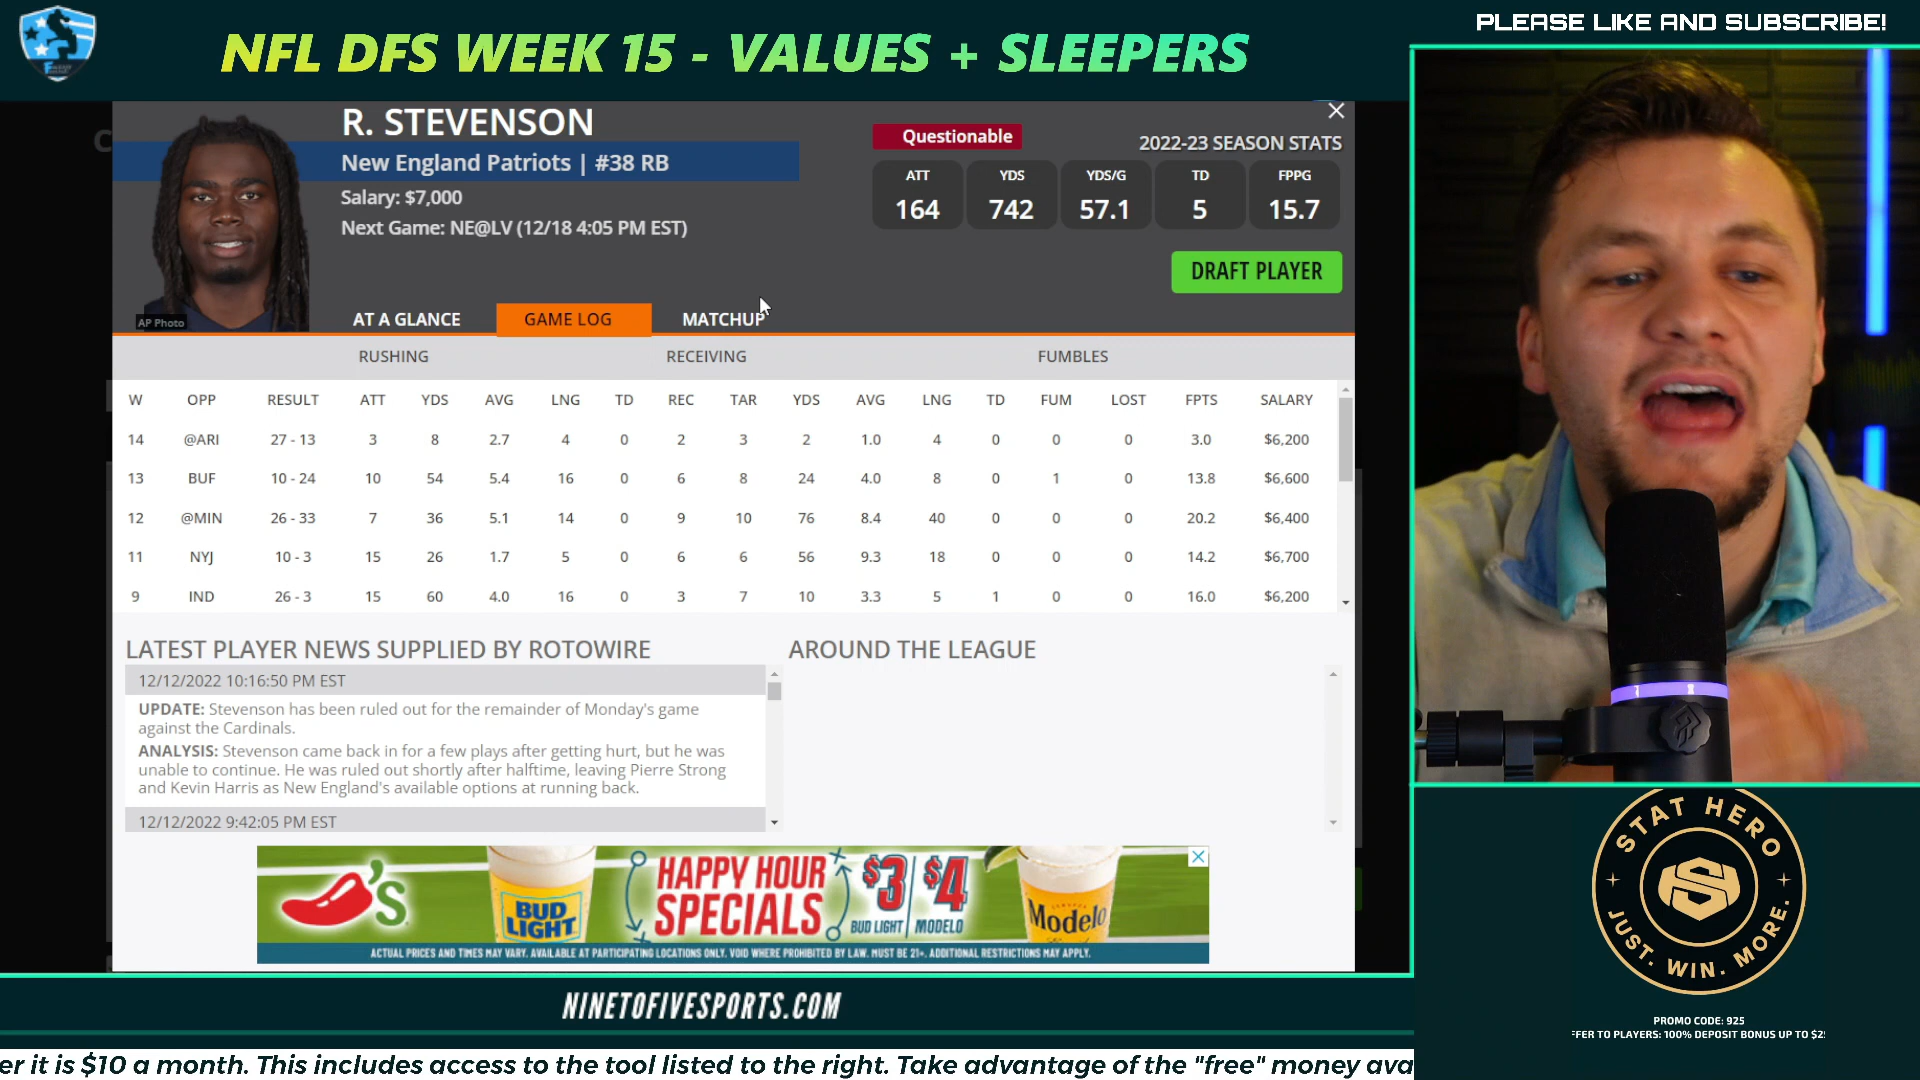 PLEASE LIKE AND SUBSCRIBE!
NFL DFS WEEK 15 - VALUES + SLEEPERS
R. STEVENSON
New England Patriots | #38 RB
Salary: $7,000
Next Game: NE@LV (12/18 4:05 PM EST)
Questionable
2022-23 SEASON STATS
ATT YDS YDS/G TD FPPG
164 742 57.1 5 15.7
DRAFT PLAYER
AP Photo
AT A GLANCE GAME LOG MATCHUP
RUSHING RECEIVING FUMBLES
W OPP RESULT ATT YDS AVG LNG TD REC TAR YDS AVG LNG TD FUM LOST FPTS SALARY
14 @ARI 27 - 13 3 8 2.7 4 0 2 3 2 1.0 4 0 0 0 3.0 $6,200
13 BUF 10 - 24 10 54 5.4 16 0 6 8 24 4.0 8 0 1 0 13.8 $6,600
12 @MIN 26 - 33 7 36 5.1 14 0 9 10 76 8.4 40 0 0 0 20.2 $6,400
11 NYJ 10 - 3 15 26 1.7 5 0 6 6 56 9.3 18 0 0 0 14.2 $6,700
9 IND 26 - 3 15 60 4.0 16 0 3 7 10 3.3 5 1 0 0 16.0 $6,200
LATEST PLAYER NEWS SUPPLIED BY ROTOWIRE
12/12/2022 10:16:50 PM EST
UPDATE: Stevenson has been ruled out for the remainder of Monday's game
against the Cardinals.
ANALYSIS: Stevenson came back in for a few plays after getting hurt, but he was
unable to continue. He was ruled out shortly after halftime, leaving Pierre Strong
and Kevin Harris as New England's available options at running back.
12/12/2022 9:42:05 PM EST
AROUND THE LEAGUE
'S
BUD
LIGHT
HAPPY HOUR
SPECIALS
$3 $4
BUD LIGHT MODELO
Modelo
ACTUAL PRICES AND TIMES MAY VARY. AVAILABLE AT PARTICIPATING LOCATIONS ONLY. VOID WHERE PROHIBITED BY LAW. MUST BE 21+. ADDITIONAL RESTRICTIONS MAY APPLY.
STAT HERO
JUST. WIN. MORE.
PROMO CODE: 925
FFER TO PLAYERS: 100% DEPOSIT BONUS UP TO $2
NINETOFIVESPORTS.COM
er it is $10 a month. This includes access to the tool listed to the right. Take advantage of the "free" money ava